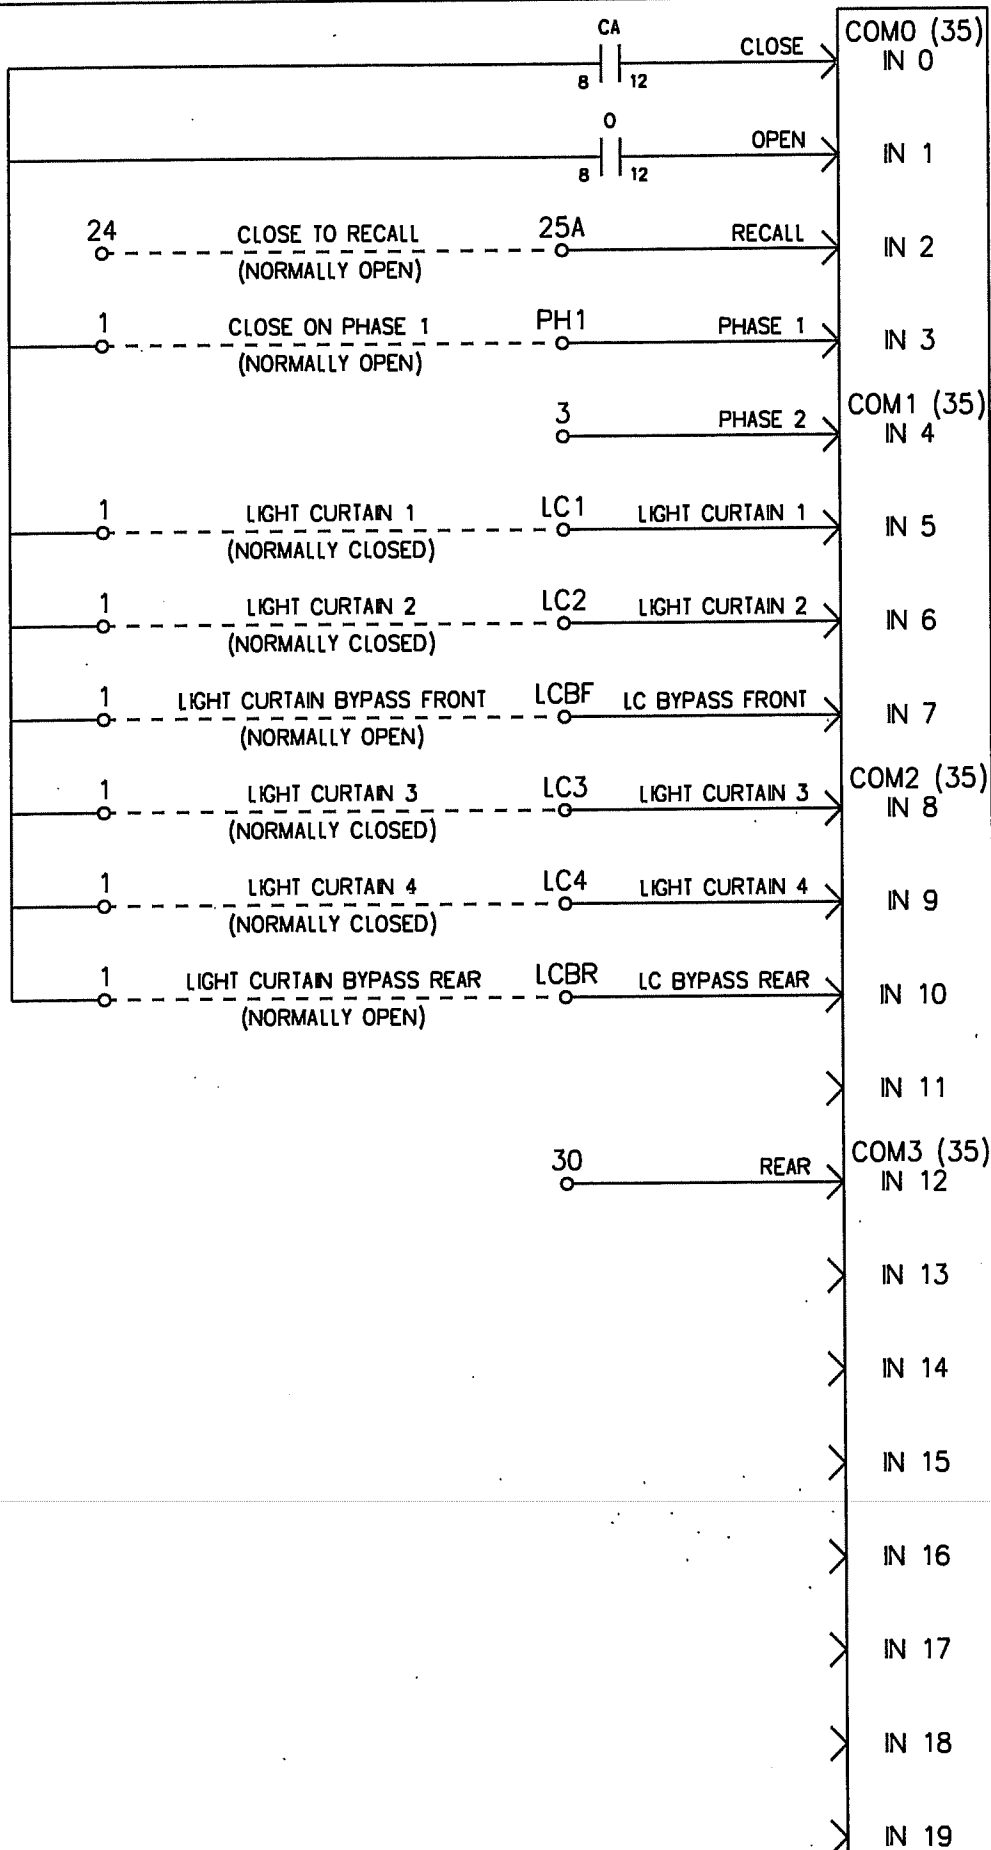 CA
CLOSE
COM0 (35)
IN 0
8
12
O
OPEN
IN 1
8
12
24
CLOSE TO RECALL
25A
RECALL
IN 2
(NORMALLY OPEN)
1
CLOSE ON PHASE 1
PH1
PHASE 1
IN 3
(NORMALLY OPEN)
3
PHASE 2
COM1 (35)
IN 4
1
LIGHT CURTAIN 1
LC1
LIGHT CURTAIN 1
IN 5
(NORMALLY CLOSED)
1
LIGHT CURTAIN 2
LC2
LIGHT CURTAIN 2
IN 6
(NORMALLY CLOSED)
1
LIGHT CURTAIN BYPASS FRONT
LCBF
LC BYPASS FRONT
IN 7
(NORMALLY OPEN)
1
LIGHT CURTAIN 3
LC3
LIGHT CURTAIN 3
COM2 (35)
IN 8
(NORMALLY CLOSED)
1
LIGHT CURTAIN 4
LC4
LIGHT CURTAIN 4
IN 9
(NORMALLY CLOSED)
1
LIGHT CURTAIN BYPASS REAR
LCBR
LC BYPASS REAR
IN 10
(NORMALLY OPEN)
IN 11
30
REAR
COM3 (35)
IN 12
IN 13
IN 14
IN 15
IN 16
IN 17
IN 18
IN 19